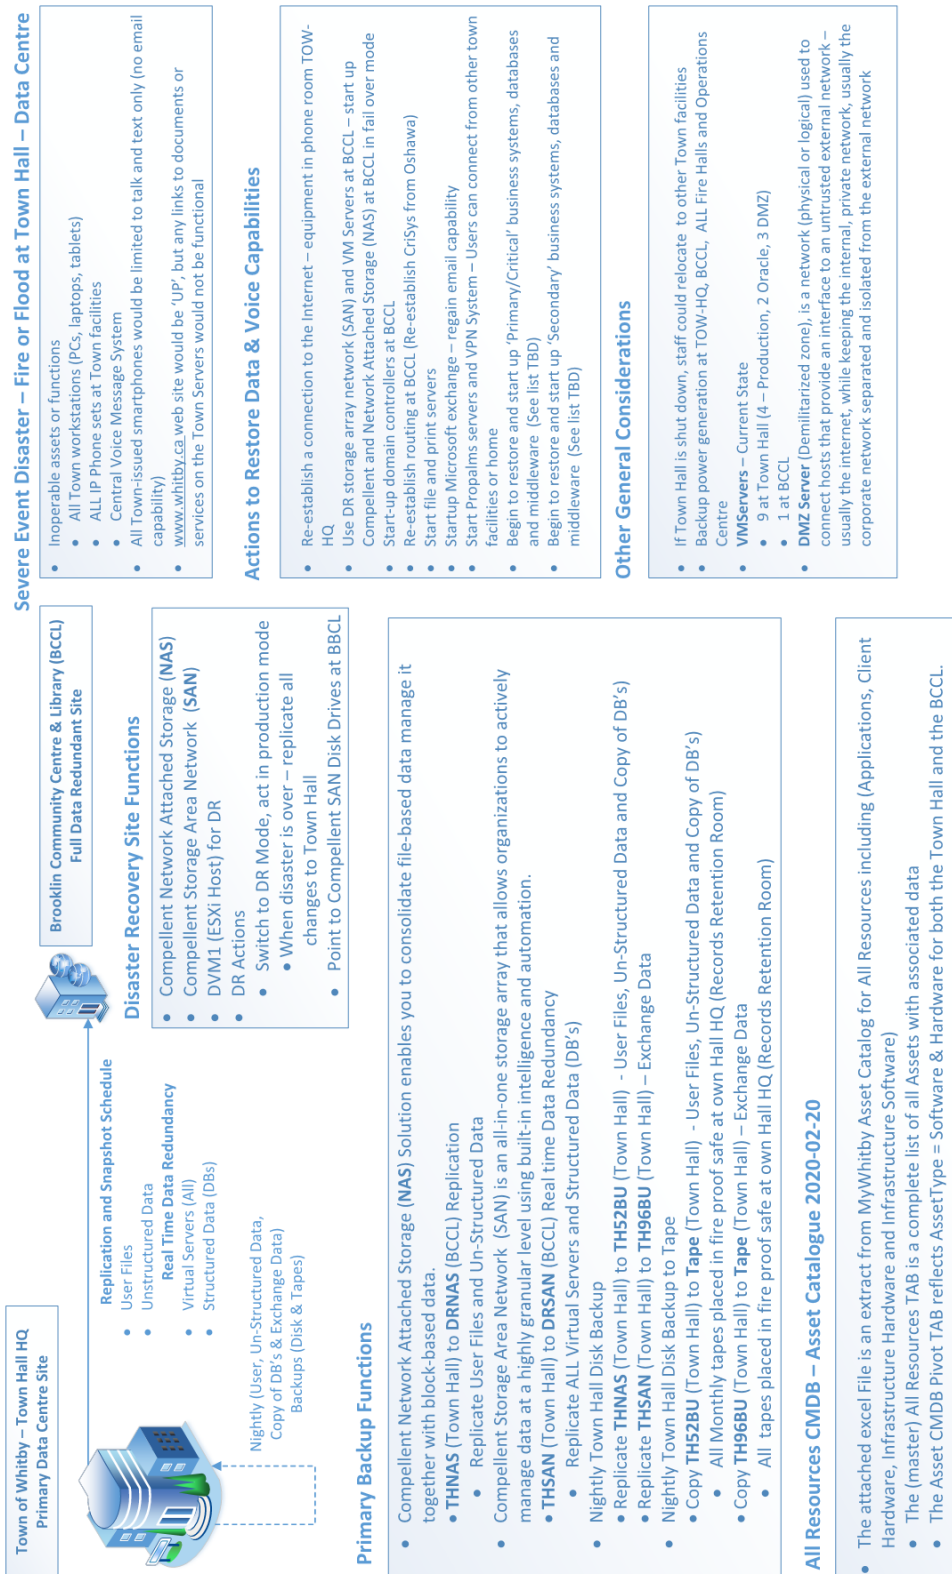 Town of Whitby – Town Hall HQ
Primary Data Centre Site
Replication and Snapshot Schedule
• User Files
• Unstructured Data
Real Time Data Redundancy
• Virtual Servers (All)
• Structured Data (DBs)
Nightly (User, Un-Structured Data,
Copy of DB's & Exchange Data)
Backups (Disk & Tapes)
Brooklin Community Centre & Library (BCCL)
Full Data Redundant Site
Disaster Recovery Site Functions
• Compellent Network Attached Storage (NAS)
• Compellent Storage Area Network (SAN)
• DVM1 (ESXi Host) for DR
• DR Actions
• Switch to DR Mode, act in production mode
• When disaster is over – replicate all
changes to Town Hall
• Point to Compellent SAN Disk Drives at BBCL
Primary Backup Functions
• Compellent Network Attached Storage (NAS) Solution enables you to consolidate file-based data manage it
together with block-based data.
• THNAS (Town Hall) to DRNAS (BCCL) Replication
• Replicate User Files and Un-Structured Data
• Compellent Storage Area Network (SAN) is an all-in-one storage array that allows organizations to actively
manage data at a highly granular level using built-in intelligence and automation.
• THSAN (Town Hall) to DRSAN (BCCL) Real time Data Redundancy
• Replicate ALL Virtual Servers and Structured Data (DB's)
• Nightly Town Hall Disk Backup
• Replicate THNAS (Town Hall) to TH52BU (Town Hall) - User Files, Un-Structured Data and Copy of DB's)
• Replicate THSAN (Town Hall) to TH96BU (Town Hall) – Exchange Data
• Nightly Town Hall Disk Backup to Tape
• Copy TH52BU (Town Hall) to Tape (Town Hall) - User Files, Un-Structured Data and Copy of DB's)
• All Monthly tapes placed in fire proof safe at own Hall HQ (Records Retention Room)
• Copy TH96BU (Town Hall) to Tape (Town Hall) – Exchange Data
• All tapes placed in fire proof safe at own Hall HQ (Records Retention Room)
All Resources CMDB – Asset Catalogue 2020-02-20
• The attached excel File is an extract from MyWhitby Asset Catalog for All Resources including (Applications, Client
Hardware, Infrastructure Hardware and Infrastructure Software)
• The (master) All Resources TAB is a complete list of all Assets with associated data
• The Asset CMDB Pivot TAB reflects AssetType = Software & Hardware for both the Town Hall and the BCCL.
Severe Event Disaster – Fire or Flood at Town Hall – Data Centre
• Inoperable assets or functions
• All Town workstations (PCs, laptops, tablets)
• ALL IP Phone sets at Town facilities
• Central Voice Message System
• All Town-issued smartphones would be limited to talk and text only (no email
capability)
• www.whitby.ca web site would be 'UP', but any links to documents or
services on the Town Servers would not be functional
Actions to Restore Data & Voice Capabilities
• Re-establish a connection to the Internet – equipment in phone room TOW-
HQ
• Use DR storage array network (SAN) and VM Servers at BCCL – start up
Compellent and Network Attached Storage (NAS) at BCCL in fail over mode
• Start-up domain controllers at BCCL
• Re-establish routing at BCCL (Re-establish CriSys from Oshawa)
• Start file and print servers
• Startup Microsoft exchange – regain email capability
• Start Propalms servers and VPN System – Users can connect from other town
facilities or home
• Begin to restore and start up 'Primary/Critical' business systems, databases
and middleware (See list TBD)
• Begin to restore and start up 'Secondary' business systems, databases and
middleware (See list TBD)
Other General Considerations
• If Town Hall is shut down, staff could relocate to other Town facilities
• Backup power generation at TOW-HQ, BCCL, ALL Fire Halls and Operations
Centre
• VMServers – Current State
• 9 at Town Hall (4 – Production, 2 Oracle, 3 DMZ)
• 1 at BCCL
• DMZ Server (Demilitarized zone), is a network (physical or logical) used to
connect hosts that provide an interface to an untrusted external network –
usually the internet, while keeping the internal, private network, usually the
corporate network separated and isolated from the external network